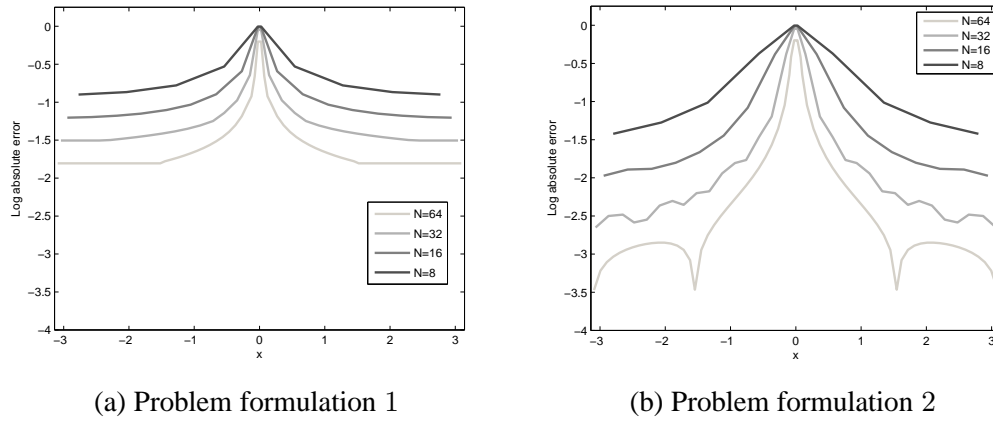 0
−0.5
−1
−1.5
−2
−2.5
−3
−3.5
−4
Log absolute error
−3 −2 −1 0 1 2 3
x
N=64
N=32
N=16
N=8
(a) Problem formulation 1
0
−0.5
−1
−1.5
−2
−2.5
−3
−3.5
−4
Log absolute error
−3 −2 −1 0 1 2 3
x
N=64
N=32
N=16
N=8
(b) Problem formulation 2